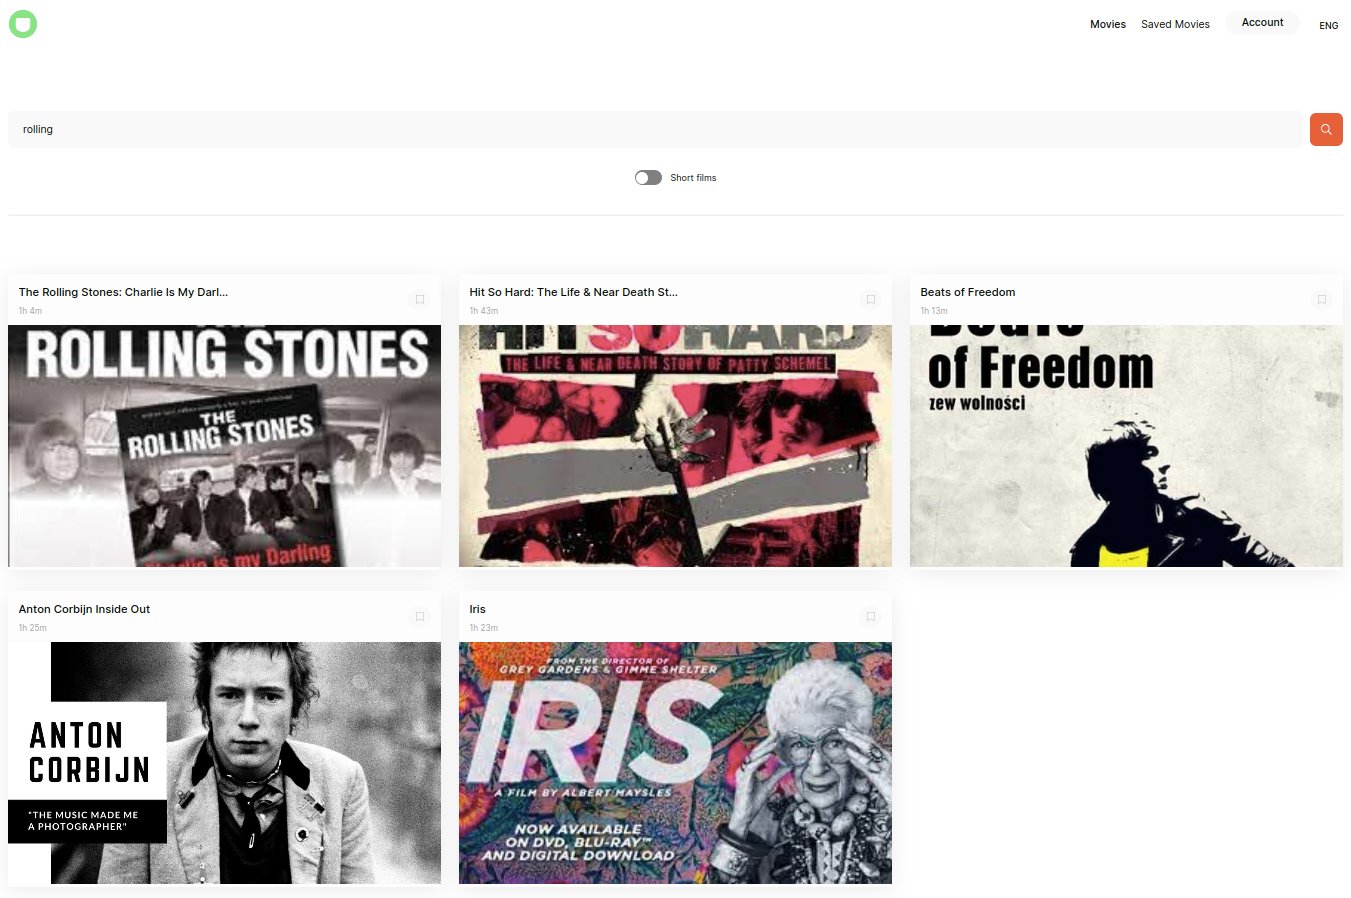 Movies
Saved Movies
Account
ENG
rolling
Short films
The Rolling Stones: Charlie Is My Darl...
1h 4m
THE
ROLLING STONES
THE
ROLLING STONES
Charlie is my Darling
Hit So Hard: The Life & Near Death St...
1h 43m
HIT SO HARD
THE LIFE & NEAR DEATH STORY OF PATTY SCHEMEL
Beats of Freedom
1h 13m
Beats
of Freedom
zew wolności
Anton Corbijn Inside Out
1h 25m
ANTON
CORBIJN
"THE MUSIC MADE ME
A PHOTOGRAPHER"
Iris
1h 23m
FROM THE DIRECTOR OF
GREY GARDENS & GIMME SHELTER
IRIS
A FILM BY ALBERT MAYSLES
NOW AVAILABLE
ON DVD, BLU-RAY™
AND DIGITAL DOWNLOAD